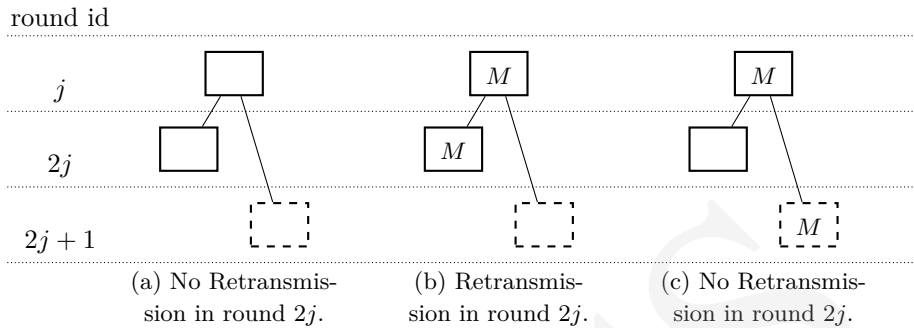 round id
j M M
2j M
2j + 1 M
(a) No Retransmis- (b) Retransmis- (c) No Retransmis-
sion in round 2j. sion in round 2j. sion in round 2j.